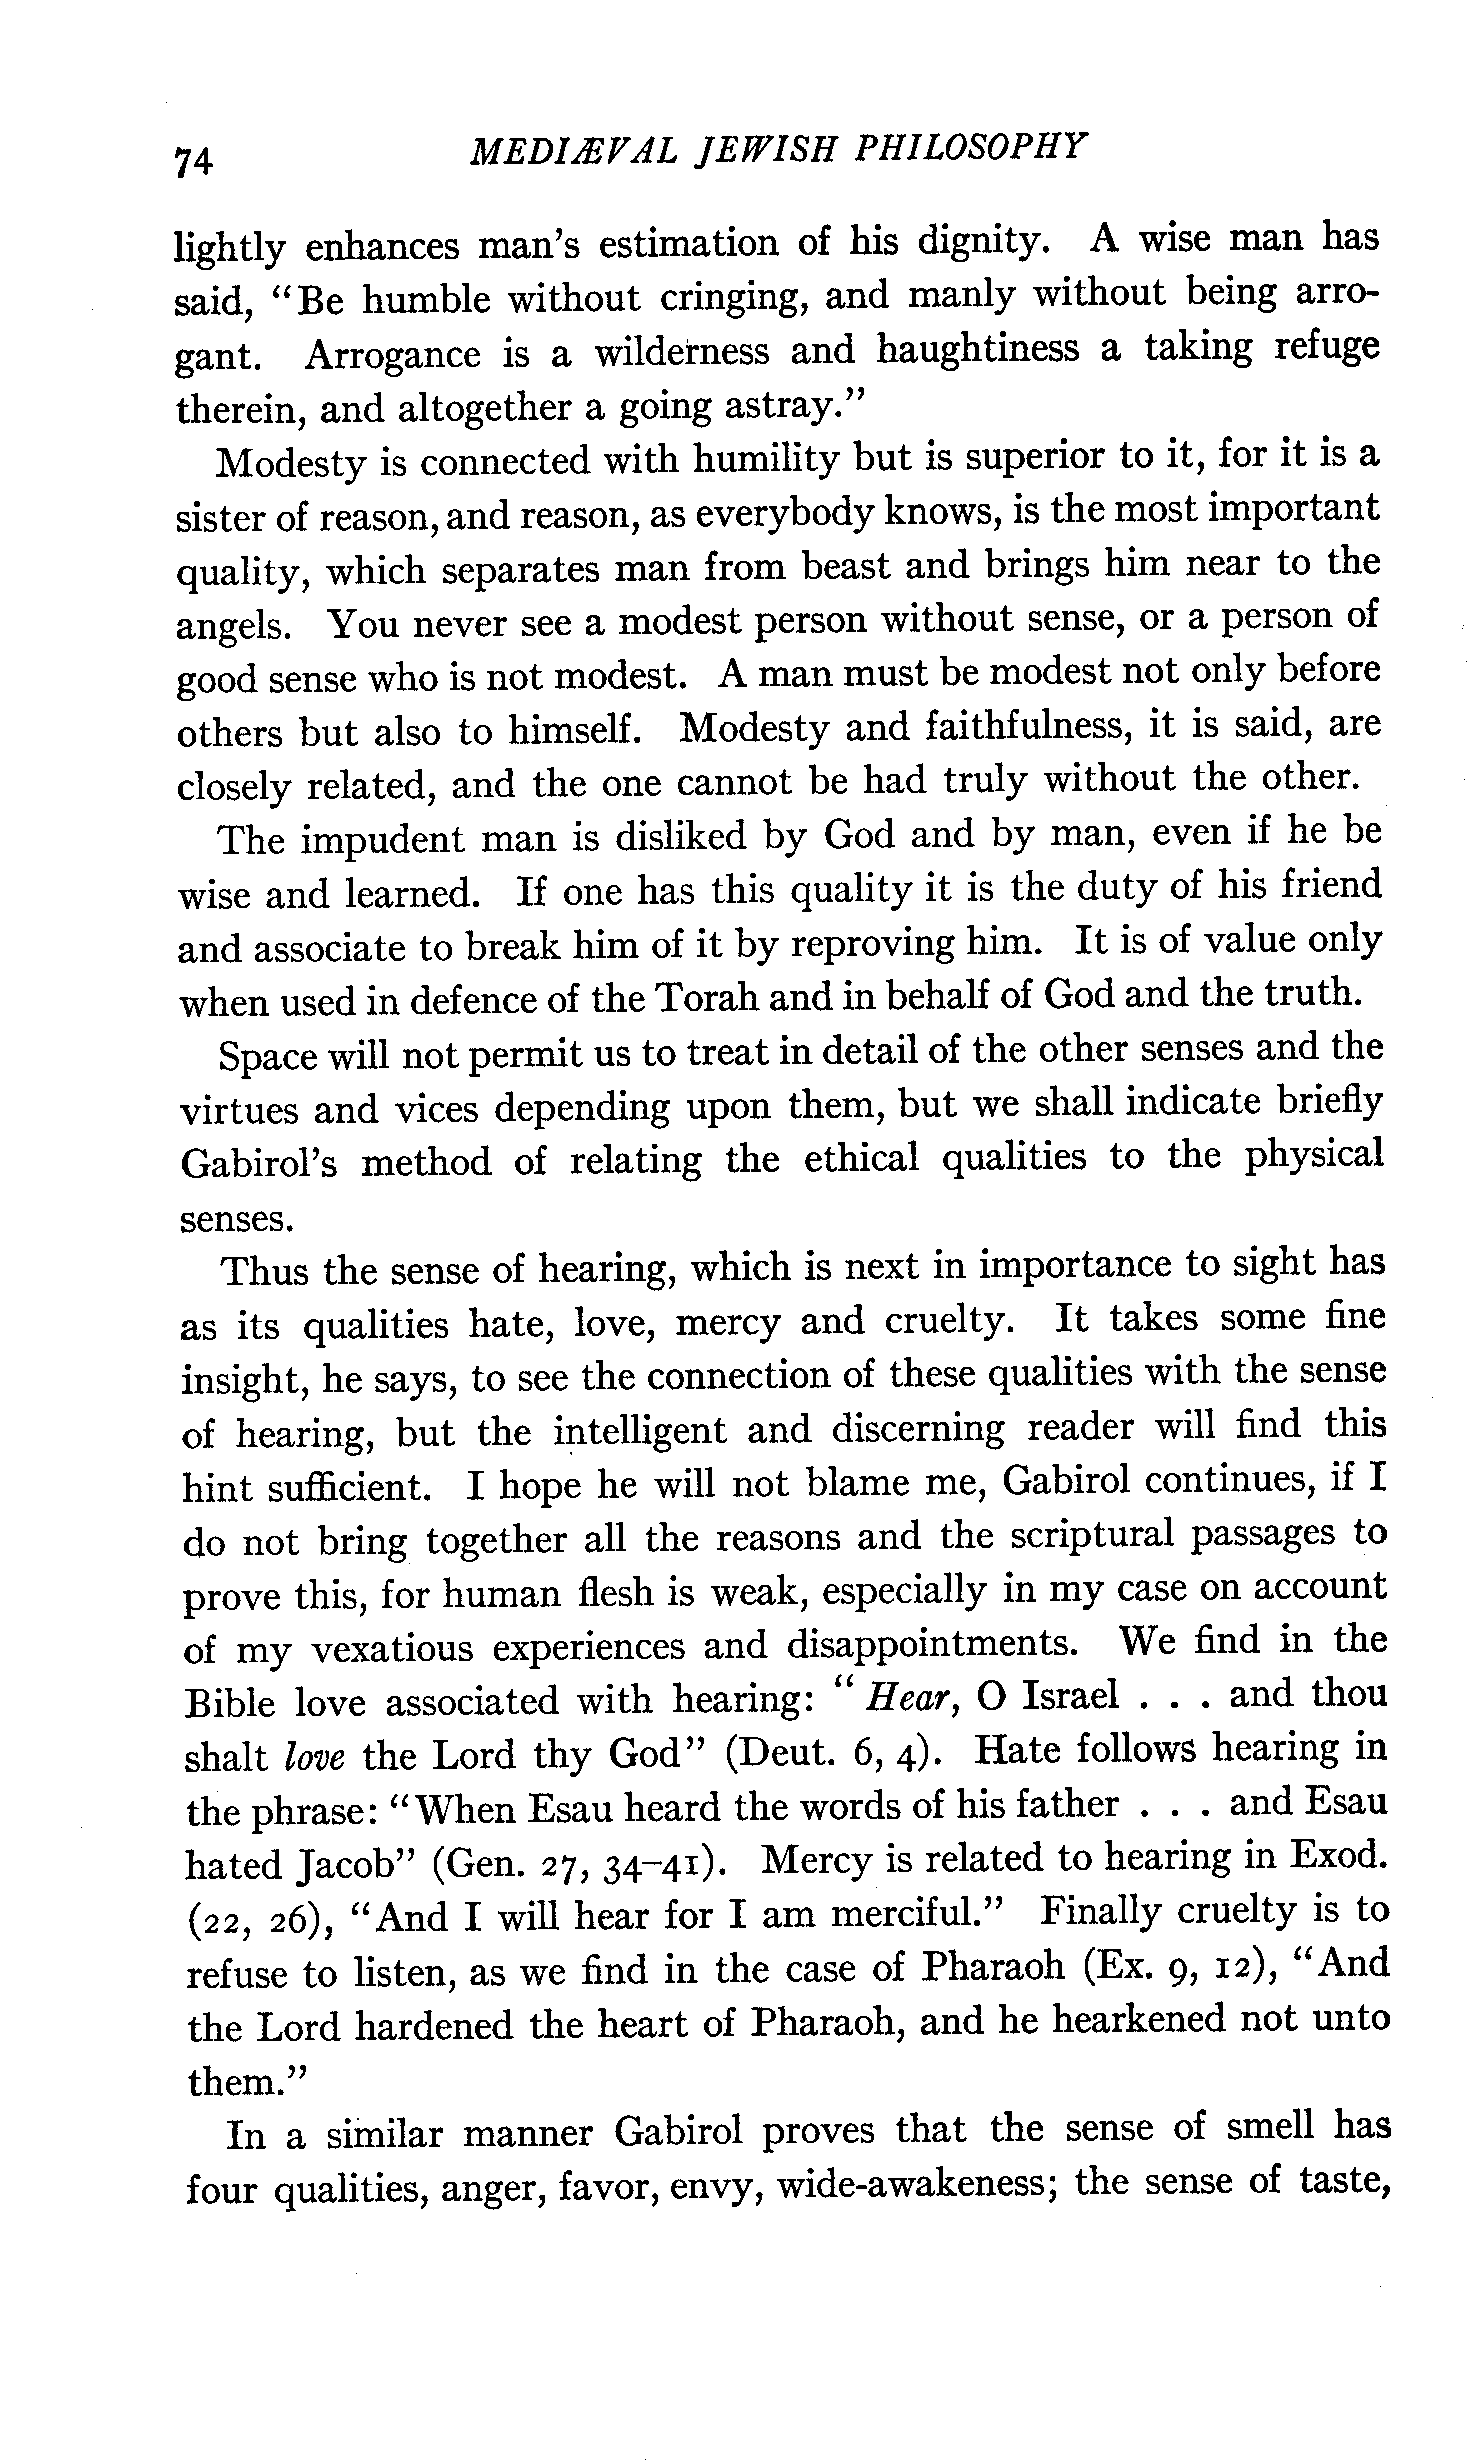 74 MEDIÆVAL JEWISH PHILOSOPHY
lightly enhances man's estimation of his dignity. A wise man has
said, "Be humble without cringing, and manly without being arro-
gant. Arrogance is a wilderness and haughtiness a taking refuge
therein, and altogether a going astray."
Modesty is connected with humility but is superior to it, for it is a
sister of reason, and reason, as everybody knows, is the most important
quality, which separates man from beast and brings him near to the
angels. You never see a modest person without sense, or a person of
good sense who is not modest. A man must be modest not only before
others but also to himself. Modesty and faithfulness, it is said, are
closely related, and the one cannot be had truly without the other.
The impudent man is disliked by God and by man, even if he be
wise and learned. If one has this quality it is the duty of his friend
and associate to break him of it by reproving him. It is of value only
when used in defence of the Torah and in behalf of God and the truth.
Space will not permit us to treat in detail of the other senses and the
virtues and vices depending upon them, but we shall indicate briefly
Gabirol's method of relating the ethical qualities to the physical
senses.
Thus the sense of hearing, which is next in importance to sight has
as its qualities hate, love, mercy and cruelty. It takes some fine
insight, he says, to see the connection of these qualities with the sense
of hearing, but the intelligent and discerning reader will find this
hint sufficient. I hope he will not blame me, Gabirol continues, if I
do not bring together all the reasons and the scriptural passages to
prove this, for human flesh is weak, especially in my case on account
of my vexatious experiences and disappointments. We find in the
Bible love associated with hearing: "Hear, O Israel . . . and thou
shalt love the Lord thy God" (Deut. 6, 4). Hate follows hearing in
the phrase: "When Esau heard the words of his father . . . and Esau
hated Jacob" (Gen. 27, 34–41). Mercy is related to hearing in Exod.
(22, 26), "And I will hear for I am merciful." Finally cruelty is to
refuse to listen, as we find in the case of Pharaoh (Ex. 9, 12), "And
the Lord hardened the heart of Pharaoh, and he hearkened not unto
them."
In a similar manner Gabirol proves that the sense of smell has
four qualities, anger, favor, envy, wide-awakeness; the sense of taste,